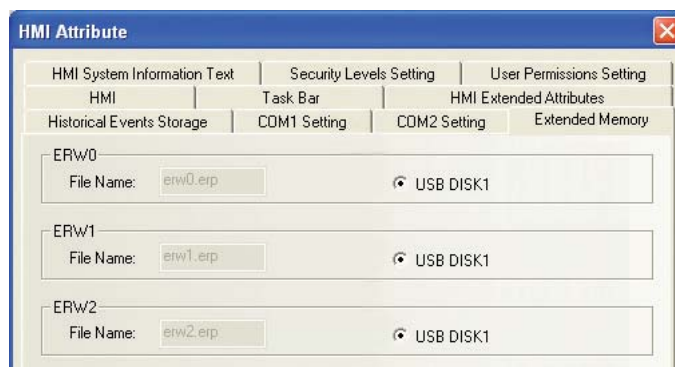 HMI Attribute
HMI System Information Text Security Levels Setting User Permissions Setting
HMI Task Bar HMI Extended Attributes
Historical Events Storage COM1 Setting COM2 Setting Extended Memory
ERW0
File Name: erw0.erp USB DISK1
ERW1
File Name: erw1.erp USB DISK1
ERW2
File Name: erw2.erp USB DISK1